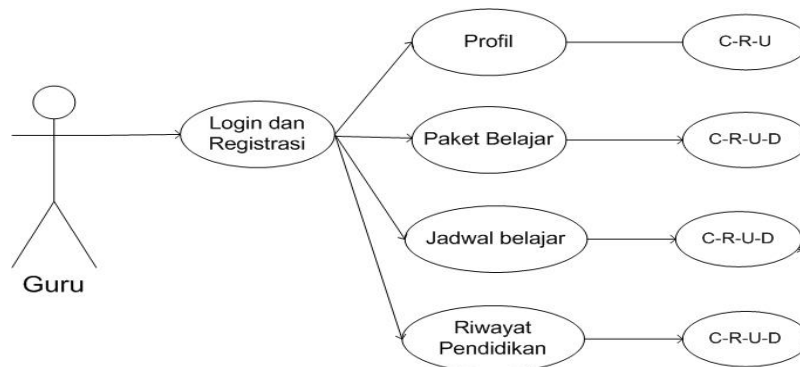 Profil
C-R-U
Login dan
Registrasi
Paket Belajar
C-R-U-D
Jadwal belajar
C-R-U-D
Guru
Riwayat
Pendidikan
C-R-U-D